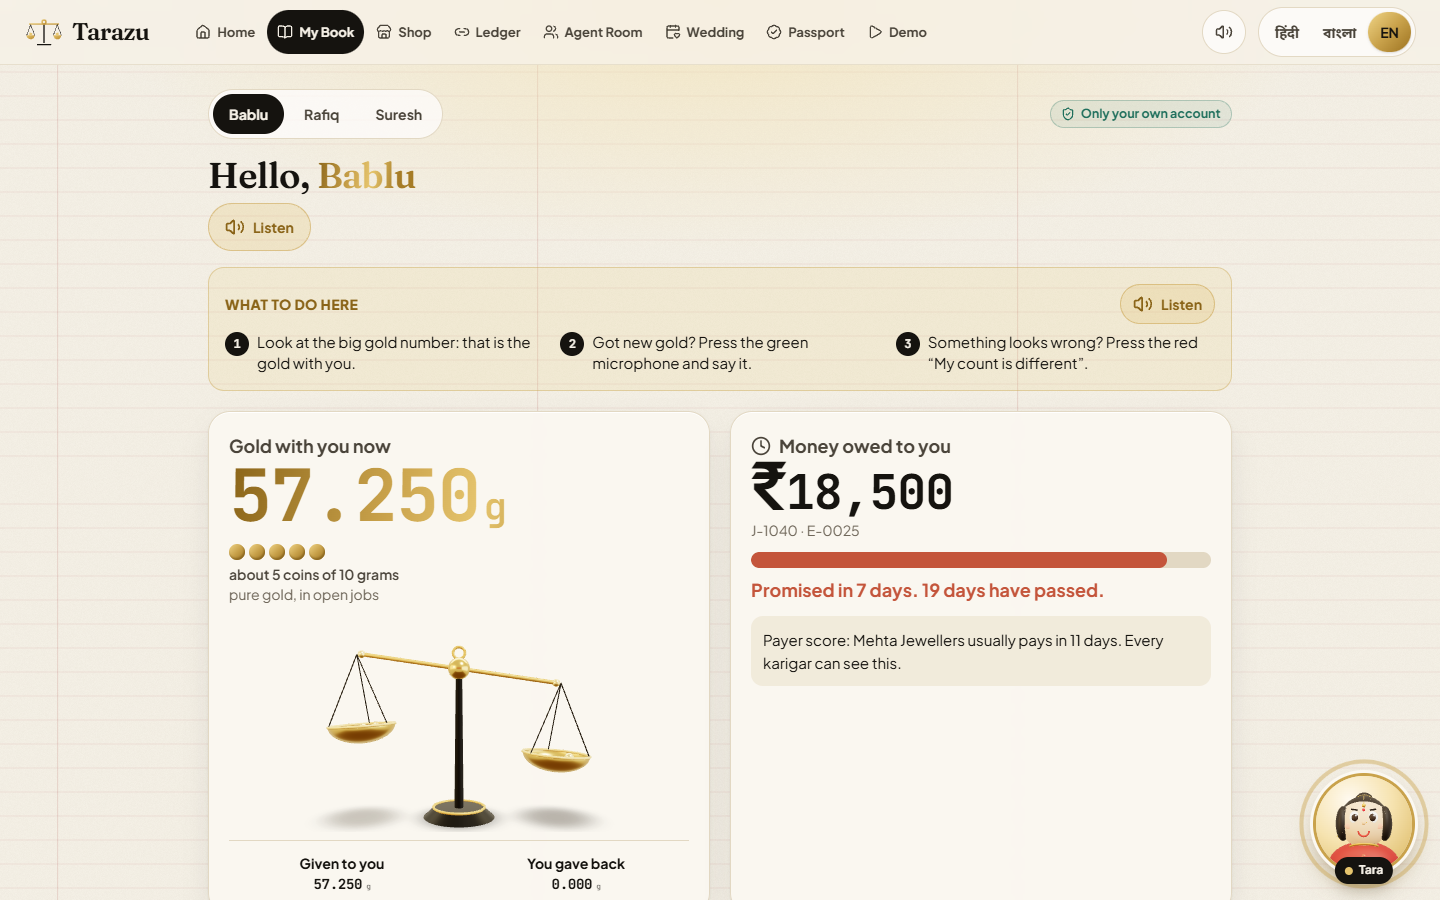 Tarazu
Home
My Book
Shop
Ledger
Agent Room
Wedding
Passport
Demo
हिंदी
বাংলা
EN
Bablu
Rafiq
Suresh
Only your own account
Hello, Bablu
Listen
WHAT TO DO HERE
Listen
1 Look at the big gold number: that is the
gold with you.
2 Got new gold? Press the green
microphone and say it.
3 Something looks wrong? Press the red
“My count is different”.
Gold with you now
57.250 g
about 5 coins of 10 grams
pure gold, in open jobs
Given to you
57.250 g
You gave back
0.000 g
Money owed to you
₹18,500
J-1040 · E-0025
Promised in 7 days. 19 days have passed.
Payer score: Mehta Jewellers usually pays in 11 days. Every
karigar can see this.
Tara